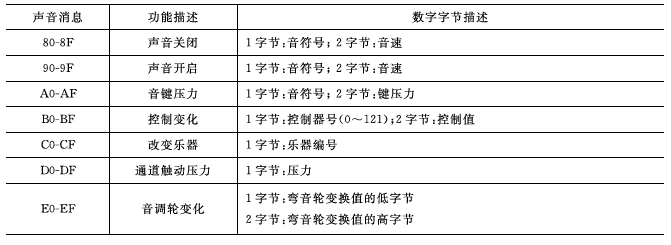 声音消息 功能描述 数字字节描述
80-8F 声音关闭 1字节:音符号; 2字节:音速
90-9F 声音开启 1字节:音符号; 2字节:音速
A0-AF 音键压力 1字节:音符号; 2字节:键压力
B0-BF 控制变化 1字节:控制器号(0～121);2字节:控制值
C0-CF 改变乐器 1字节:乐器编号
D0-DF 通道触动压力 1字节:压力
E0-EF 音调轮变化 1字节:弯音轮变换值的低字节
2字节:弯音轮变换值的高字节